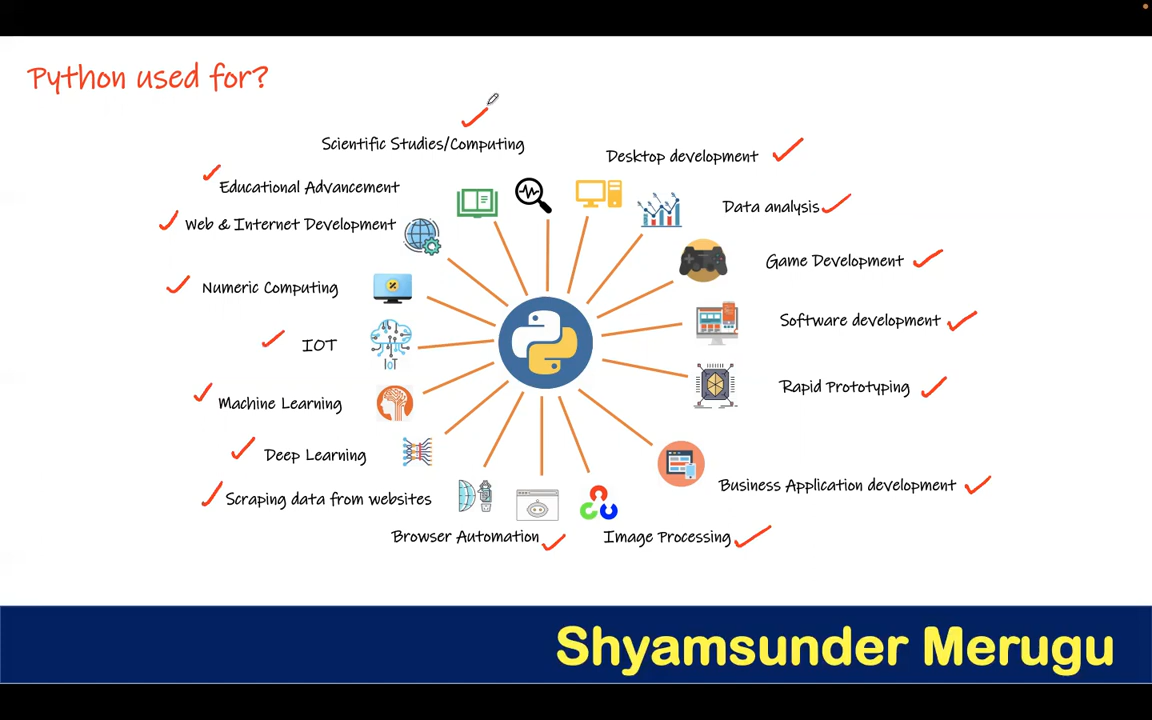 Python used for?
Scientific Studies/Computing
Desktop development
Educational Advancement
Data analysis
Web & Internet Development
Game Development
Numeric Computing
Software development
IOT
IoT
Rapid Prototyping
Machine Learning
Deep Learning
Business Application development
Scraping data from websites
Browser Automation
Image Processing
Shyamsunder Merugu